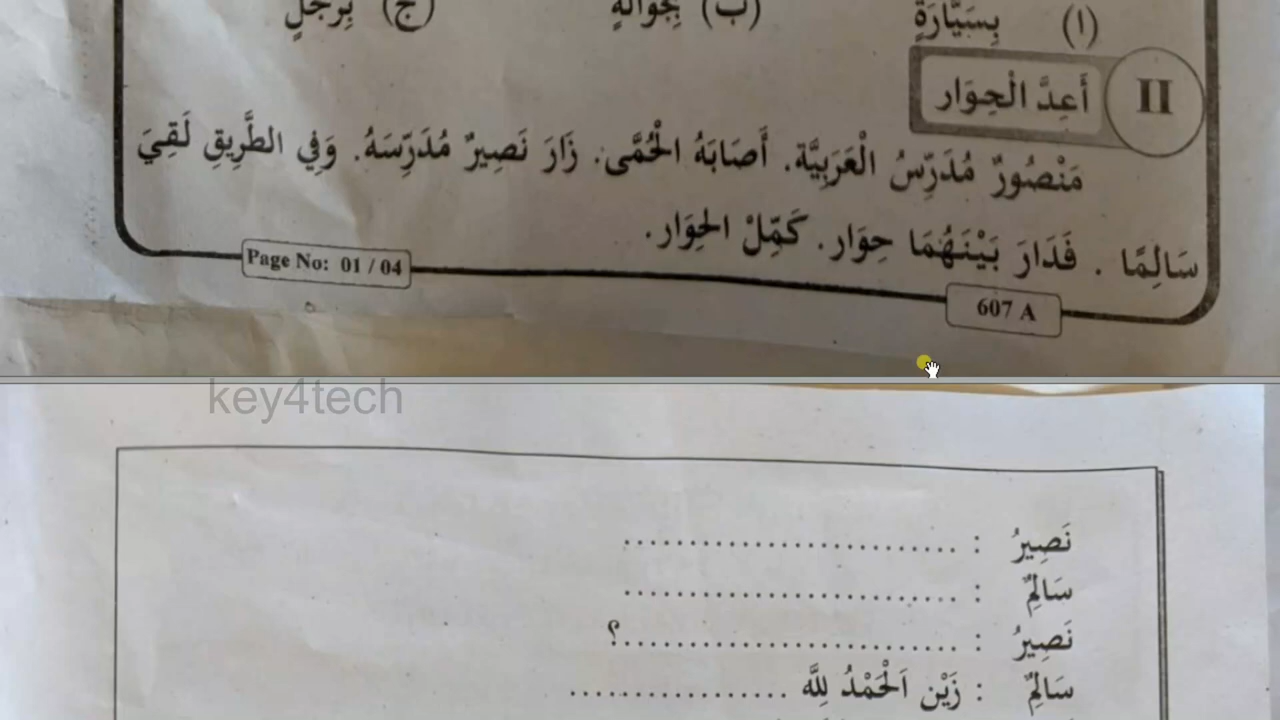 (ا) بِسَيَّارَةٍ (ب) بِجَوَّالَةٍ (ج) بِرَجُلٍ
II أَعِدَّ الْحِوَار
مَنْصُورٌ مُدَرِّسُ الْعَرَبِيَّة. أَصَابَهُ الْحُمَّى. زَارَ نَصِيرٌ مُدَرِّسَهُ. وَفِي الطَّرِيقِ لَقِيَ
سَالِمًا . فَدَارَ بَيْنَهُمَا حِوَار. كَمِّلْ الحِوَار.
Page No: 01 / 04
607 A
key4tech
نَصِيرُ : ..........................
سَالِمٌ : ..........................
نَصِيرُ : ..........................؟
سَالِمٌ : زَيْن اَلْحَمْدُ لِلَّه .................